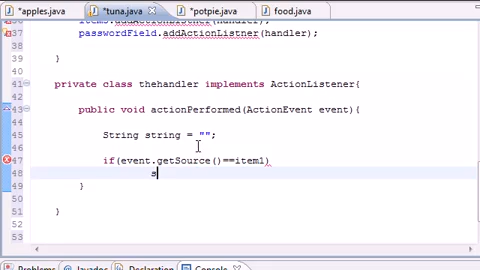 *apples.java *tuna.java *potpie.java food.java
37 passwordField.addActionListner(handler);
38
39 }
40
41 private class thehandler implements ActionListener{
42
43 public void actionPerformed(ActionEvent event){
44
45 String string = "";
46
47 if(event.getSource()==item1)
48 s
49 }
50
51 }
52
53
Problems Javadoc Declaration Console